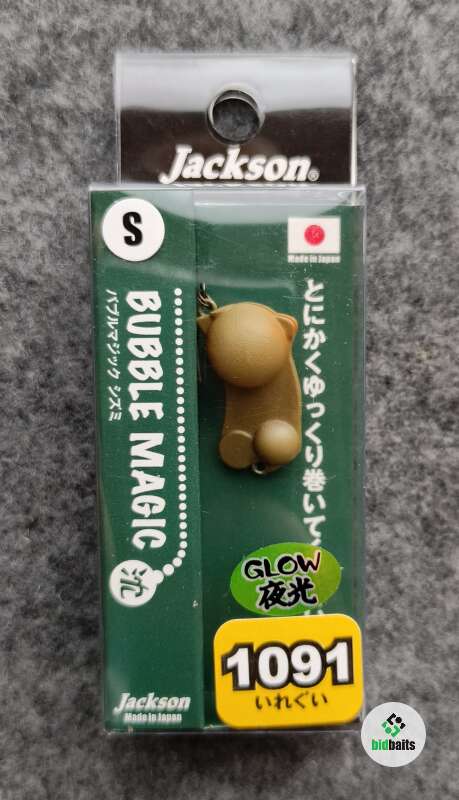 Jackson®
S
Made in Japan
BUBBLE MAGIC 沈
バブルマジック シズミ
とにかくゆっくり巻いて、
GLOW
夜光
1091
いれぐい
Jackson
Made in Japan
bidbaits